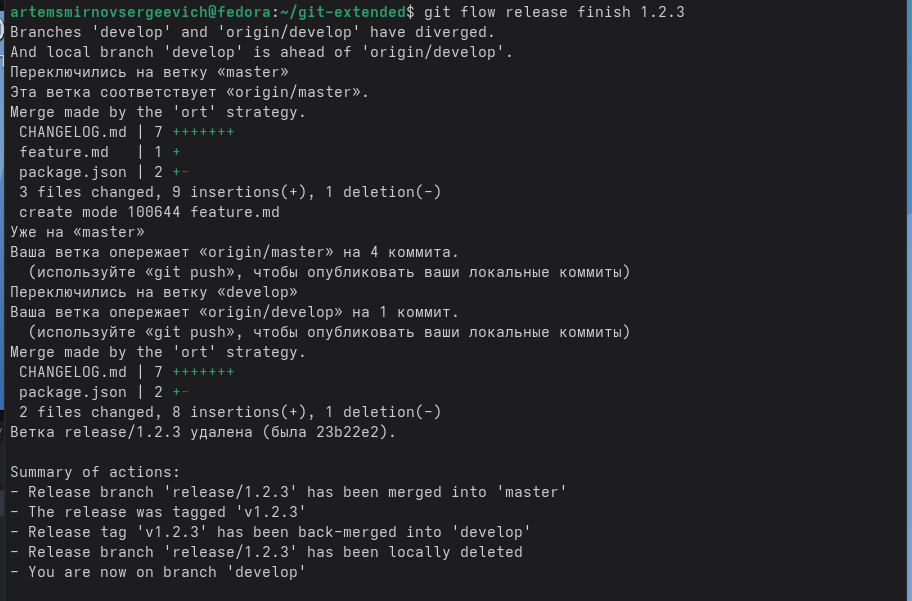 artemsmirnovsergeevich@fedora:~/git-extended$ git flow release finish 1.2.3
Branches 'develop' and 'origin/develop' have diverged.
And local branch 'develop' is ahead of 'origin/develop'.
Переключились на ветку «master»
Эта ветка соответствует «origin/master».
Merge made by the 'ort' strategy.
 CHANGELOG.md | 7 +++++++
 feature.md   | 1 +
 package.json | 2 +-
 3 files changed, 9 insertions(+), 1 deletion(-)
 create mode 100644 feature.md
Уже на «master»
Ваша ветка опережает «origin/master» на 4 коммита.
  (используйте «git push», чтобы опубликовать ваши локальные коммиты)
Переключились на ветку «develop»
Ваша ветка опережает «origin/develop» на 1 коммит.
  (используйте «git push», чтобы опубликовать ваши локальные коммиты)
Merge made by the 'ort' strategy.
 CHANGELOG.md | 7 +++++++
 package.json | 2 +-
 2 files changed, 8 insertions(+), 1 deletion(-)
Ветка release/1.2.3 удалена (была 23b22e2).

Summary of actions:
- Release branch 'release/1.2.3' has been merged into 'master'
- The release was tagged 'v1.2.3'
- Release tag 'v1.2.3' has been back-merged into 'develop'
- Release branch 'release/1.2.3' has been locally deleted
- You are now on branch 'develop'